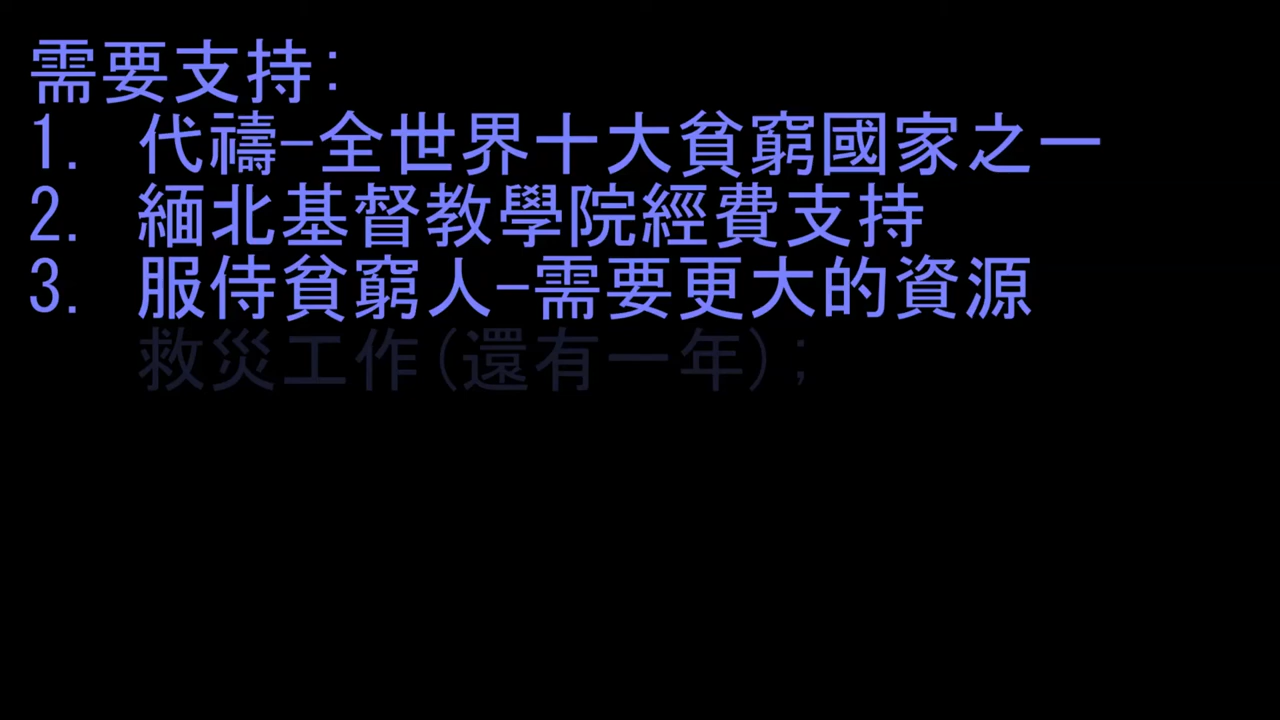 需要支持:
1. 代禱-全世界十大貧窮國家之一
2. 緬北基督教學院經費支持
3. 服侍貧窮人-需要更大的資源
救災工作(還有一年);